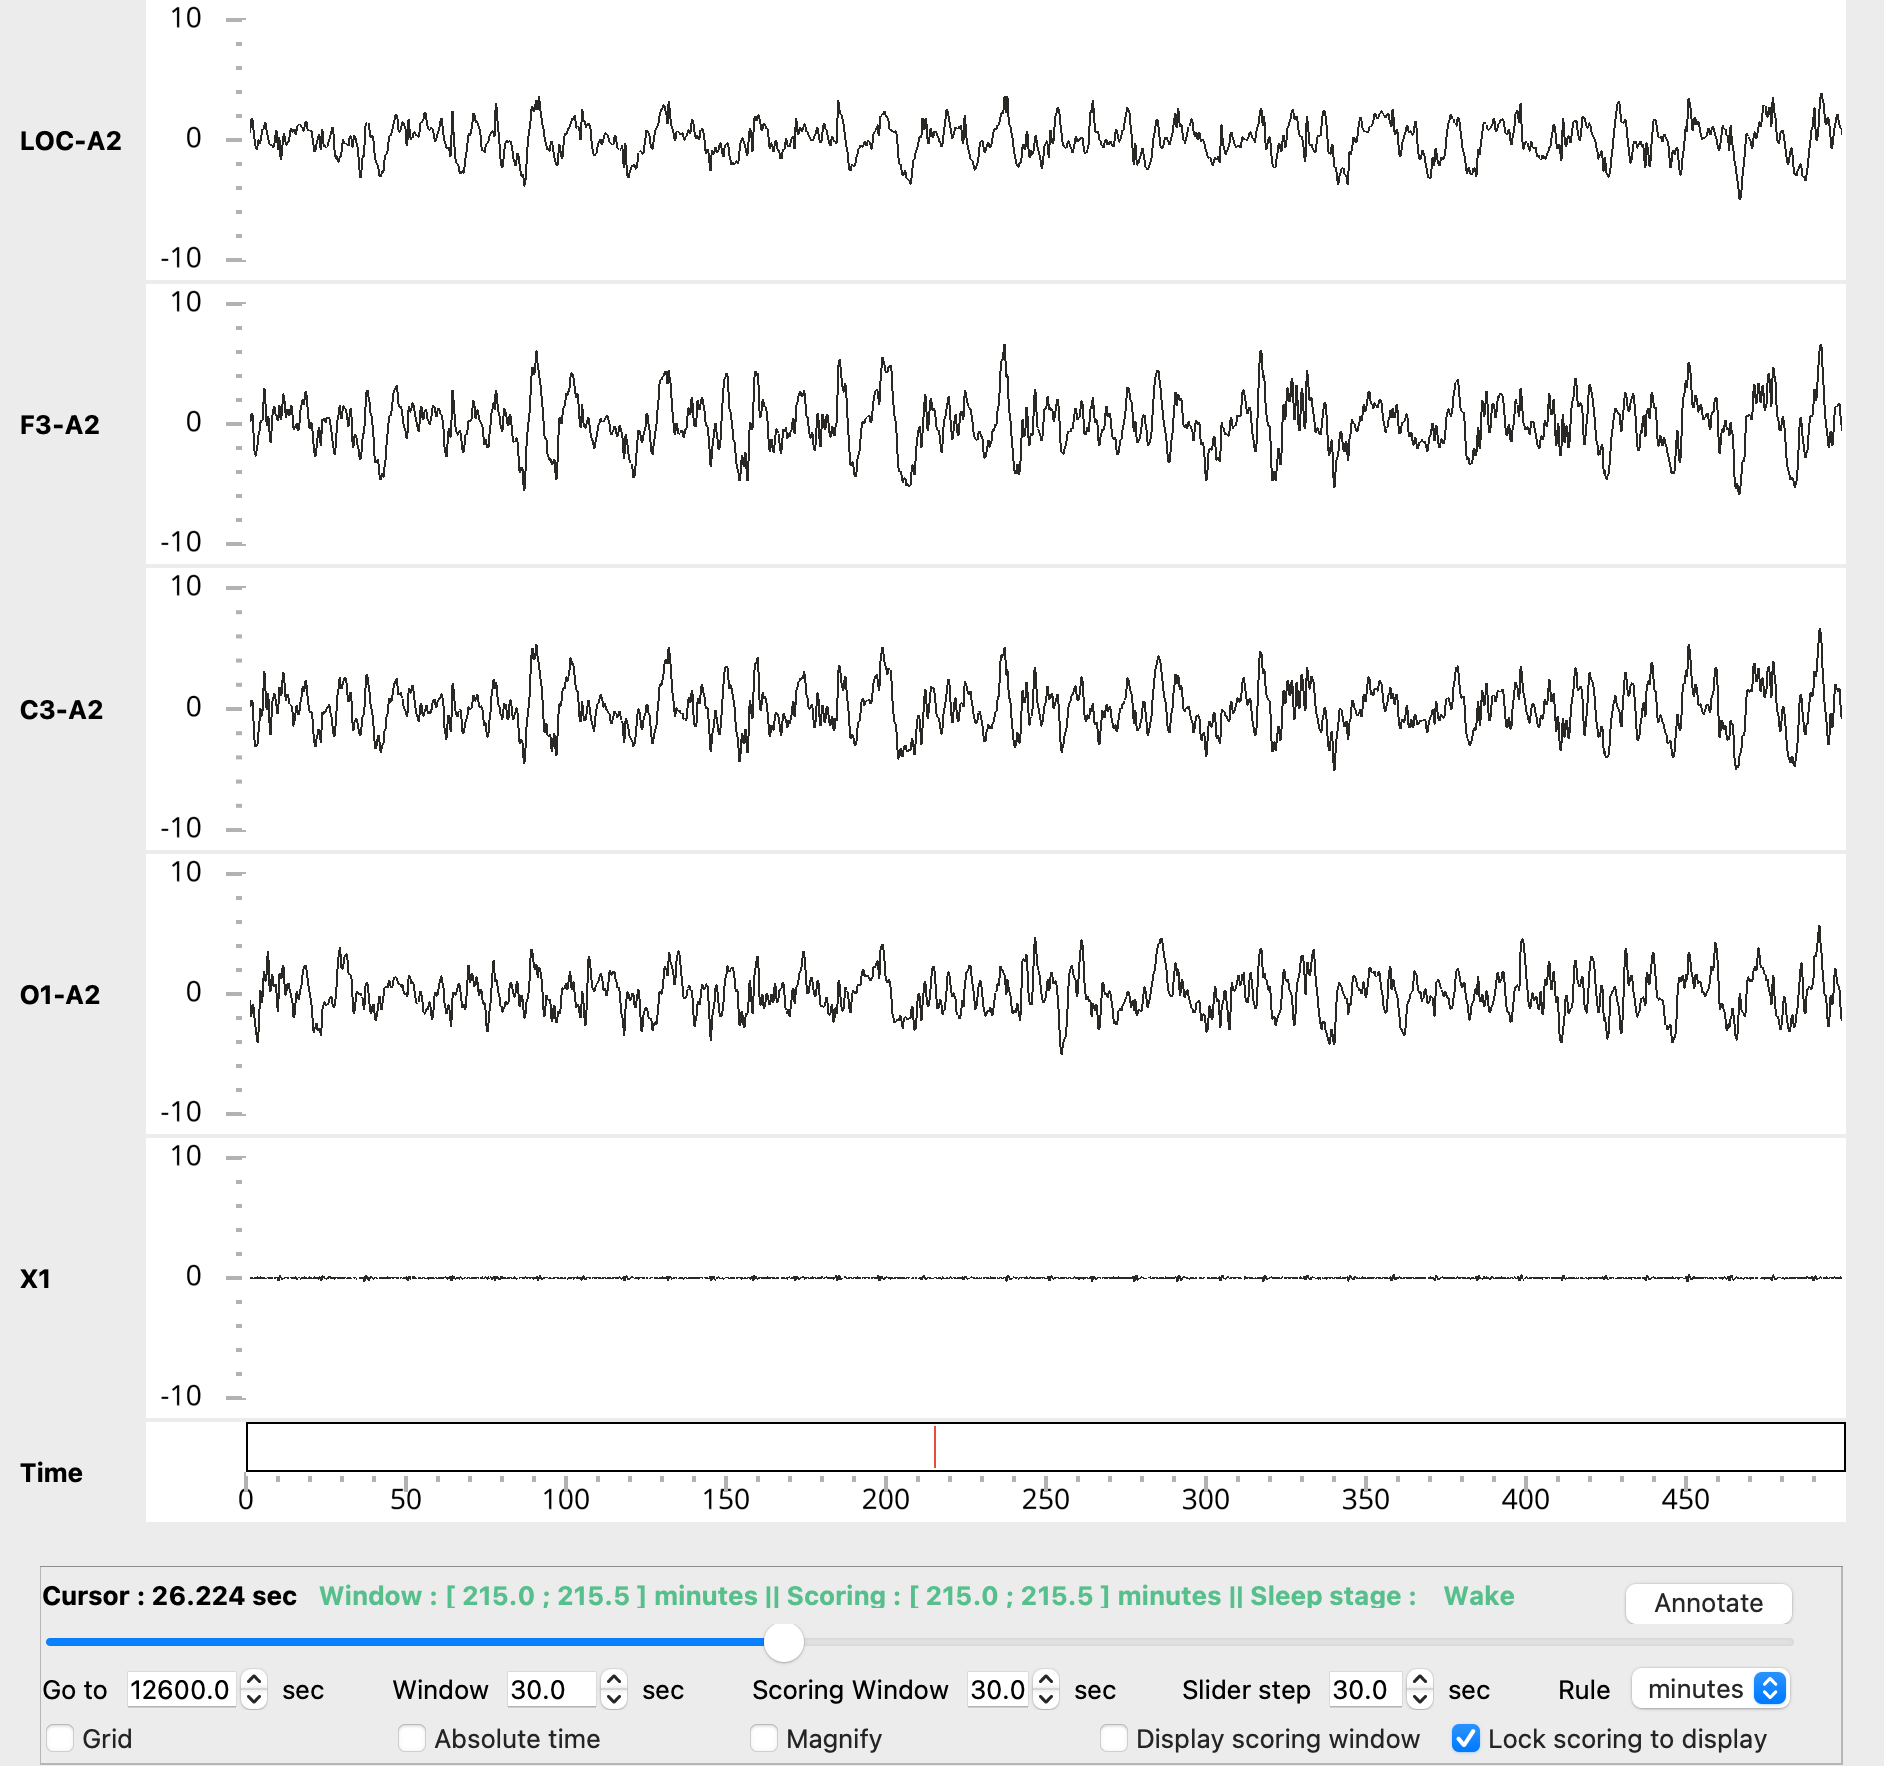 10
LOC-A2 0
-10
10
F3-A2 0
-10
10
C3-A2 0
-10
10
O1-A2 0
-10
10
X1 0
-10
Time
0 50 100 150 200 250 300 350 400 450
Cursor : 26.224 sec Window : [ 215.0 ; 215.5 ] minutes || Scoring : [ 215.0 ; 215.5 ] minutes || Sleep stage : Wake Annotate
Go to 12600.0 sec Window 30.0 sec Scoring Window 30.0 sec Slider step 30.0 sec Rule minutes
Grid Absolute time Magnify Display scoring window Lock scoring to display